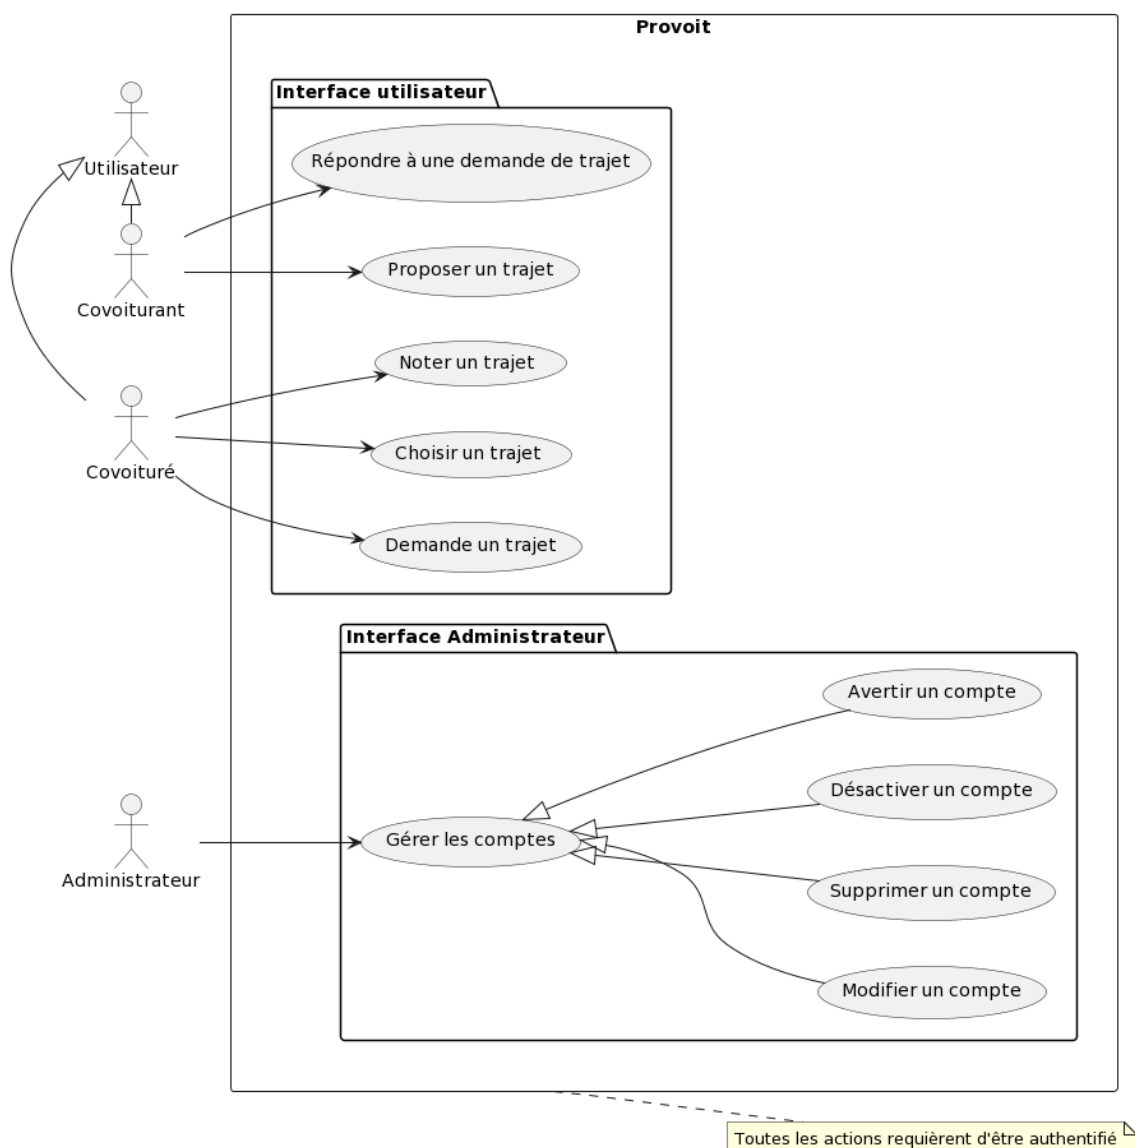 Provoit
Interface utilisateur
Répondre à une demande de trajet
Utilisateur
Proposer un trajet
Covoiturant
Noter un trajet
Choisir un trajet
Covoituré
Demande un trajet
Interface Administrateur
Avertir un compte
Désactiver un compte
Gérer les comptes
Administrateur
Supprimer un compte
Modifier un compte
Toutes les actions requièrent d'être authentifié